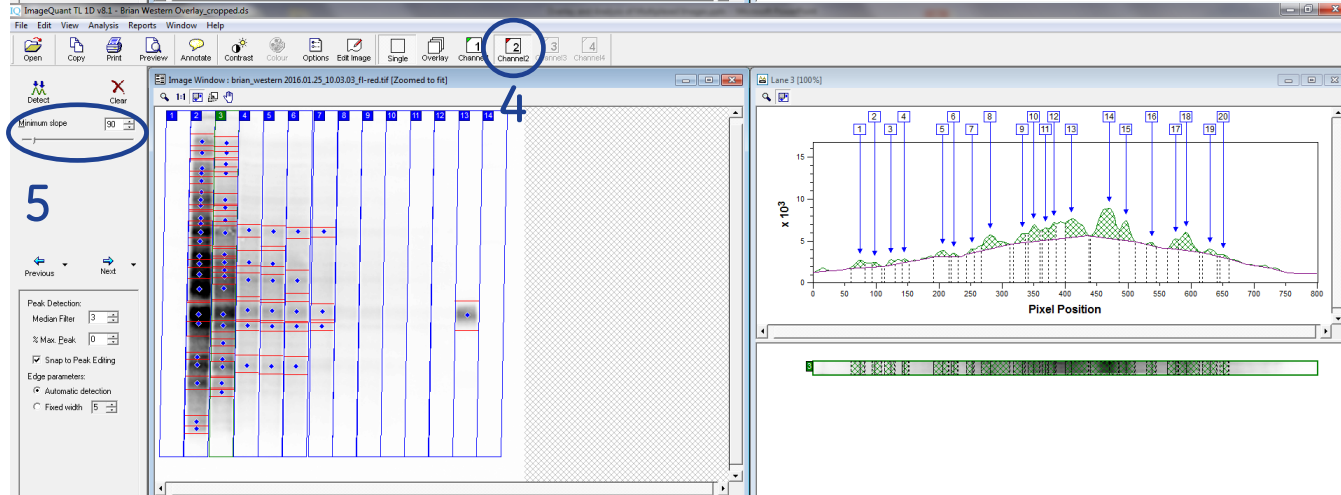 IQ ImageQuant TL 1D v8.1 - Brian Western Overlay_cropped.ds
File Edit View Analysis Reports Window Help
Open Copy Print Preview Annotate Contrast Colour Options Edit Image Single Overlay Channel1 Channel2 Channel3 Channel4
1 2 3 4
4
Detect Clear
Minimum slope 90
5
Previous Next
Peak Detection:
Median Filter 3
% Max. Peak 0
Snap to Peak Editing
Edge parameters:
Automatic detection
Fixed width 5
Image Window : brian_western 2016.01.25_10.03.03_fl-red.tif [Zoomed to fit]
1:1
1 2 3 4 5 6 7 8 9 10 11 12 13 14
Lane 3 [100%]
2 4 6 8 10 12 14 16 18 20
1 3 5 7 9 11 13 15 17 19
15
10
5
0
x 10³
0 50 100 150 200 250 300 350 400 450 500 550 600 650 700 750 800
Pixel Position
3